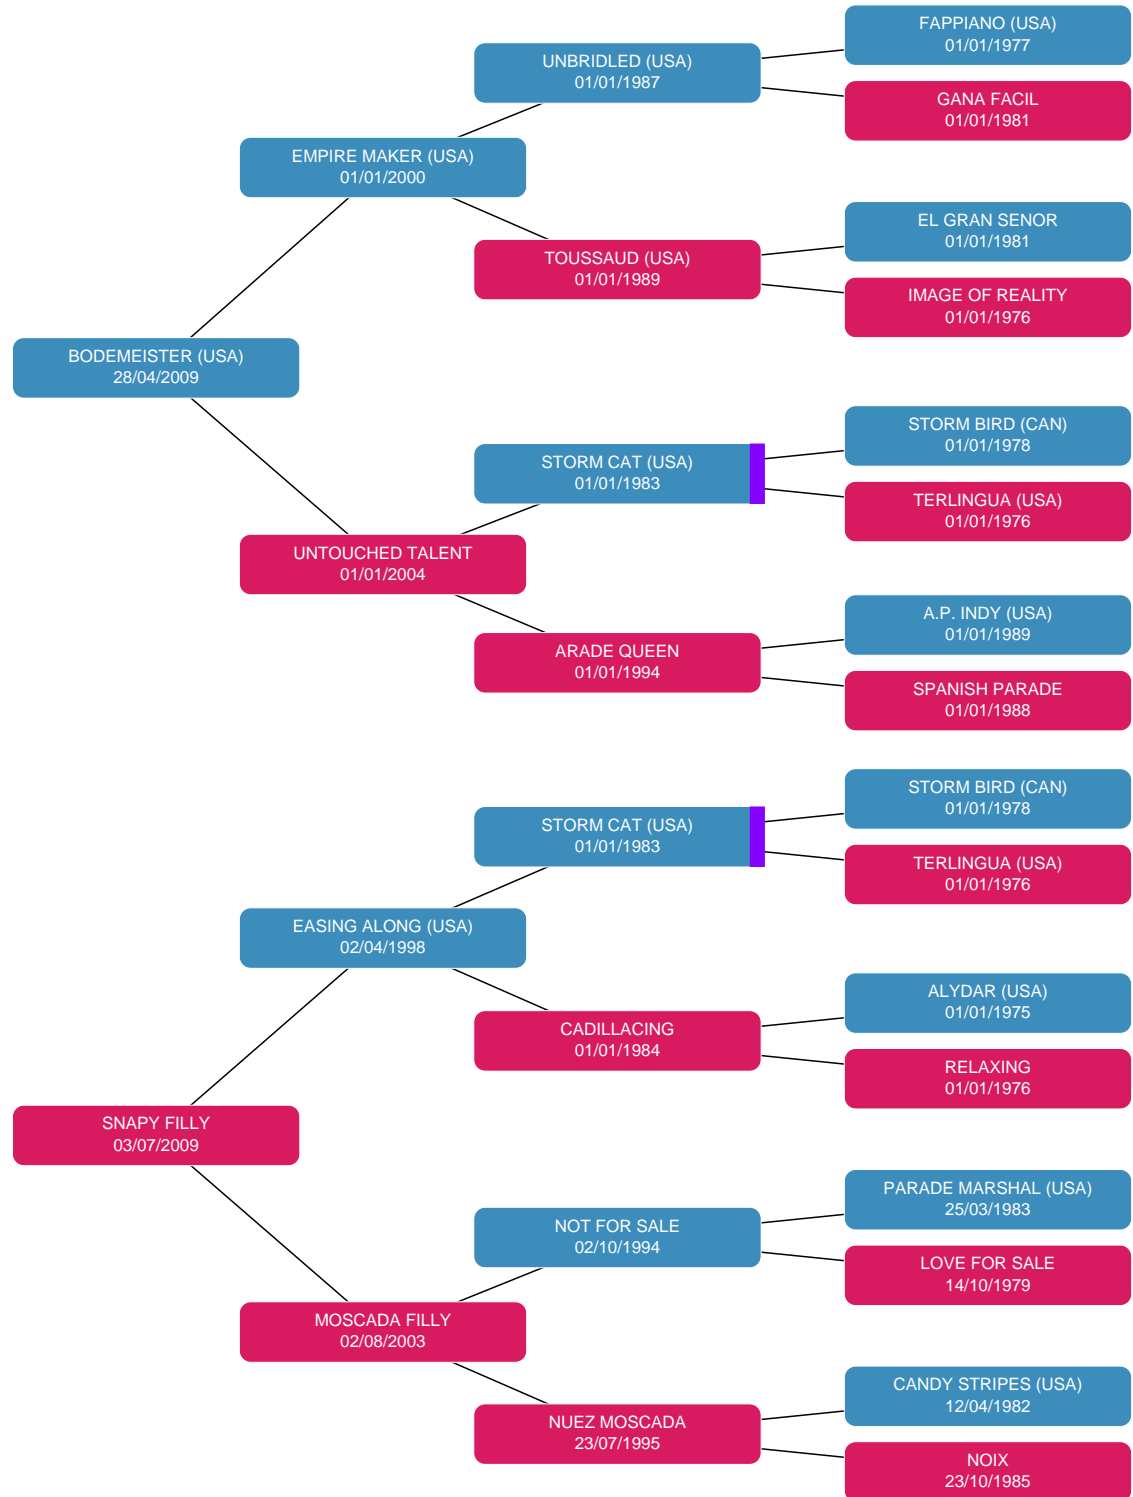 FAPPIANO (USA)
01/01/1977
UNBRIDLED (USA)
01/01/1987
GANA FACIL
01/01/1981
EMPIRE MAKER (USA)
01/01/2000
EL GRAN SENOR
01/01/1981
TOUSSAUD (USA)
01/01/1989
IMAGE OF REALITY
01/01/1976
BODEMEISTER (USA)
28/04/2009
STORM BIRD (CAN)
01/01/1978
STORM CAT (USA)
01/01/1983
TERLINGUA (USA)
01/01/1976
UNTOUCHED TALENT
01/01/2004
A.P. INDY (USA)
01/01/1989
ARADE QUEEN
01/01/1994
SPANISH PARADE
01/01/1988
STORM BIRD (CAN)
01/01/1978
STORM CAT (USA)
01/01/1983
TERLINGUA (USA)
01/01/1976
EASING ALONG (USA)
02/04/1998
ALYDAR (USA)
01/01/1975
CADILLACING
01/01/1984
RELAXING
01/01/1976
SNAPY FILLY
03/07/2009
PARADE MARSHAL (USA)
25/03/1983
NOT FOR SALE
02/10/1994
LOVE FOR SALE
14/10/1979
MOSCADA FILLY
02/08/2003
CANDY STRIPES (USA)
12/04/1982
NUEZ MOSCADA
23/07/1995
NOIX
23/10/1985